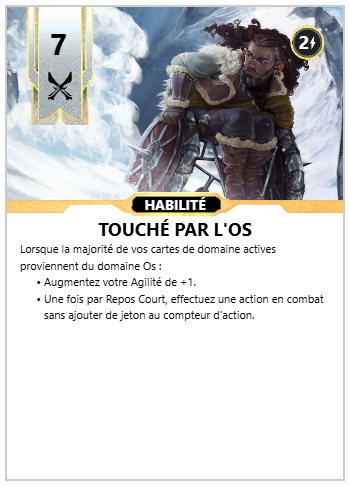 7
2
HABILITÉ
TOUCHÉ PAR L'OS
Lorsque la majorité de vos cartes de domaine actives
proviennent du domaine Os :
• Augmentez votre Agilité de +1.
• Une fois par Repos Court, effectuez une action en combat
sans ajouter de jeton au compteur d'action.